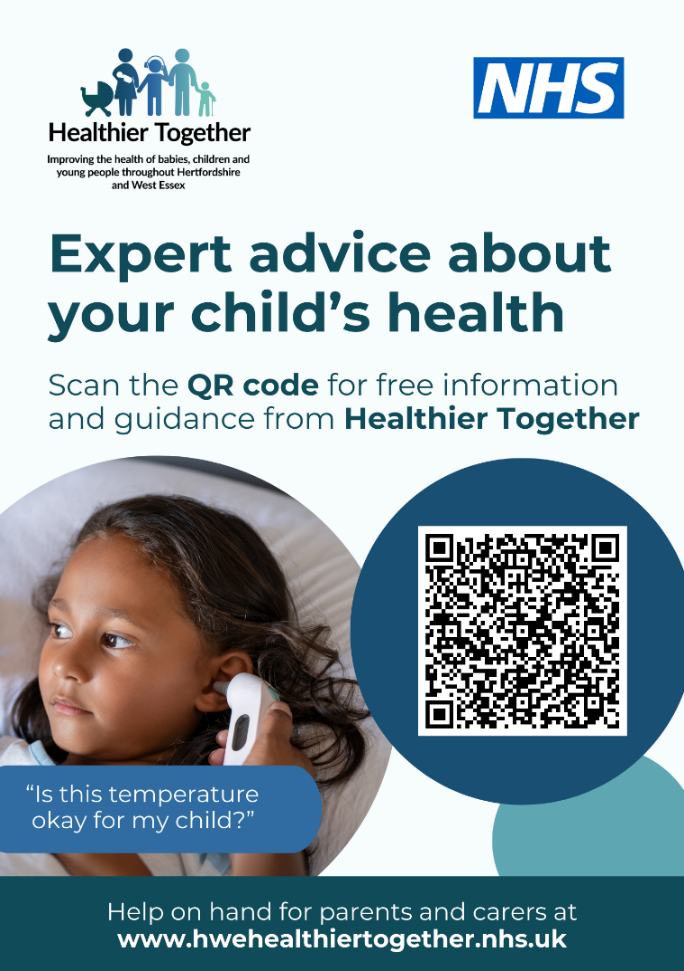 Healthier Together
Improving the health of babies, children and
young people throughout Hertfordshire
and West Essex
NHS
Expert advice about
your child’s health
Scan the QR code for free information
and guidance from Healthier Together
“Is this temperature
okay for my child?”
Help on hand for parents and carers at
www.hwehealthiertogether.nhs.uk